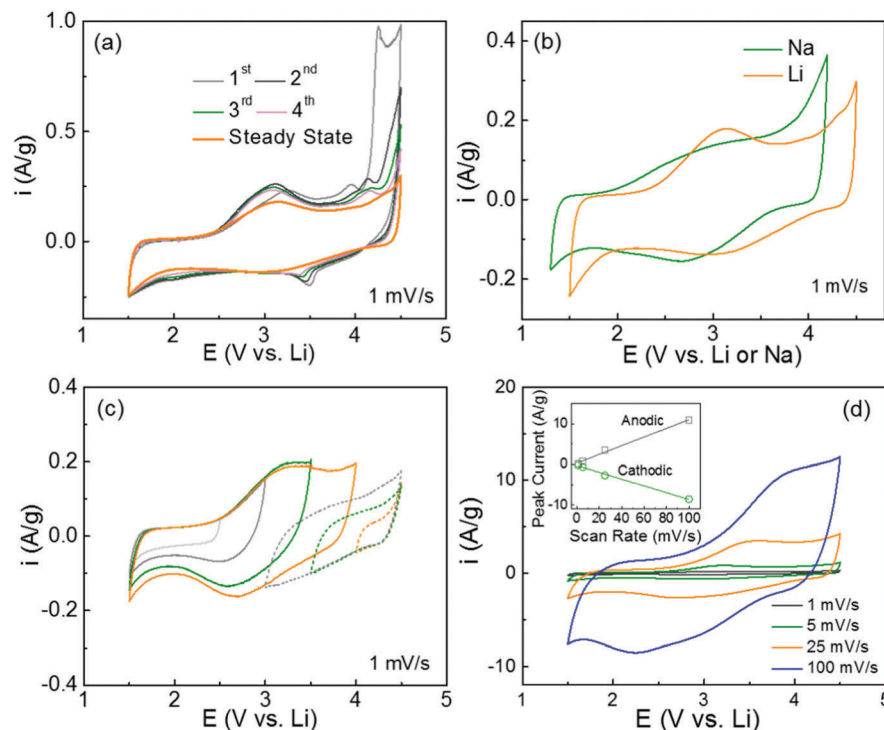 (a)
1st 2nd
3rd 4th
Steady State
1 mV/s
i (A/g)
1.0
0.5
0.0
1 2 3 4 5
E (V vs. Li)
(b)
Na
Li
1 mV/s
i (A/g)
0.4
0.2
0.0
-0.2
1 2 3 4
E (V vs. Li or Na)
(c)
1 mV/s
i (A/g)
0.4
0.2
0.0
-0.2
-0.4
1 2 3 4 5
E (V vs. Li)
(d)
Peak Current (A/g)
10
0
-10
Anodic
Cathodic
0 25 50 75 100
Scan Rate (mV/s)
1 mV/s
5 mV/s
25 mV/s
100 mV/s
i (A/g)
20
10
0
-10
1 2 3 4 5
E (V vs. Li)